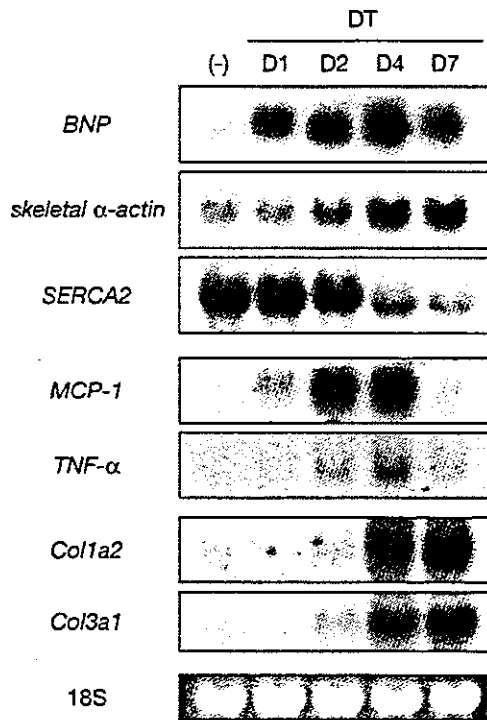 DT
(-) D1 D2 D4 D7
BNP
skeletal α-actin
SERCA2
MCP-1
TNF-α
Col1a2
Col3a1
18S